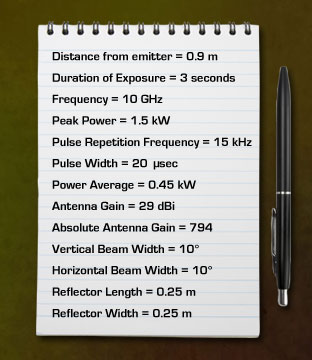 Distance from emitter = 0.9 m
Duration of Exposure = 3 seconds
Frequency = 10 GHz
Peak Power = 1.5 kW
Pulse Repetition Frequency = 15 kHz
Pulse Width = 20 µsec
Power Average = 0.45 kW
Antenna Gain = 29 dBi
Absolute Antenna Gain = 794
Vertical Beam Width = 10°
Horizontal Beam Width = 10°
Reflector Length = 0.25 m
Reflector Width = 0.25 m